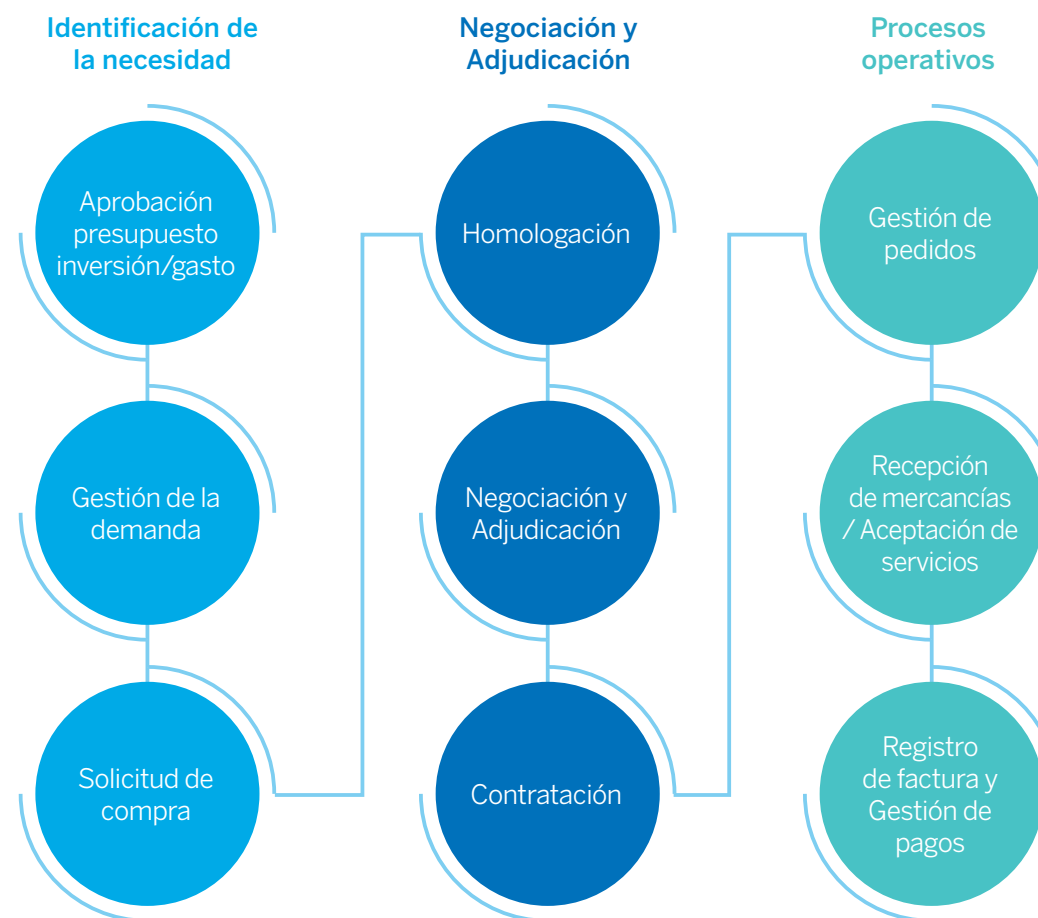 Identificación de
la necesidad
Aprobación
presupuesto
inversión/gasto
Gestión de la
demanda
Solicitud de
compra
Negociación y
Adjudicación
Homologación
Negociación y
Adjudicación
Contratación
Procesos
operativos
Gestión de
pedidos
Recepción
de mercancías
/ Aceptación de
servicios
Registro
de factura y
Gestión de
pagos